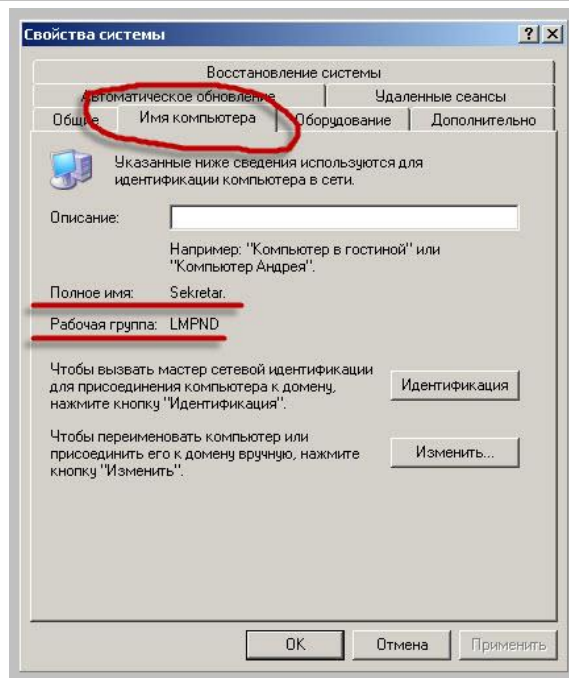 Свойства системы
Восстановление системы
Автоматическое обновление
Удаленные сеансы
Общие
Имя компьютера
Оборудование
Дополнительно
Указанные ниже сведения используются для
идентификации компьютера в сети.
Описание:
Например: "Компьютер в гостиной" или
"Компьютер Андрея".
Полное имя: Sekretar.
Рабочая группа: LMPND
Чтобы вызвать мастер сетевой идентификации
для присоединения компьютера к домену,
нажмите кнопку "Идентификация".
Идентификация
Чтобы переименовать компьютер или
присоединить его к домену вручную, нажмите
кнопку "Изменить".
Изменить...
OK
Отмена
Применить